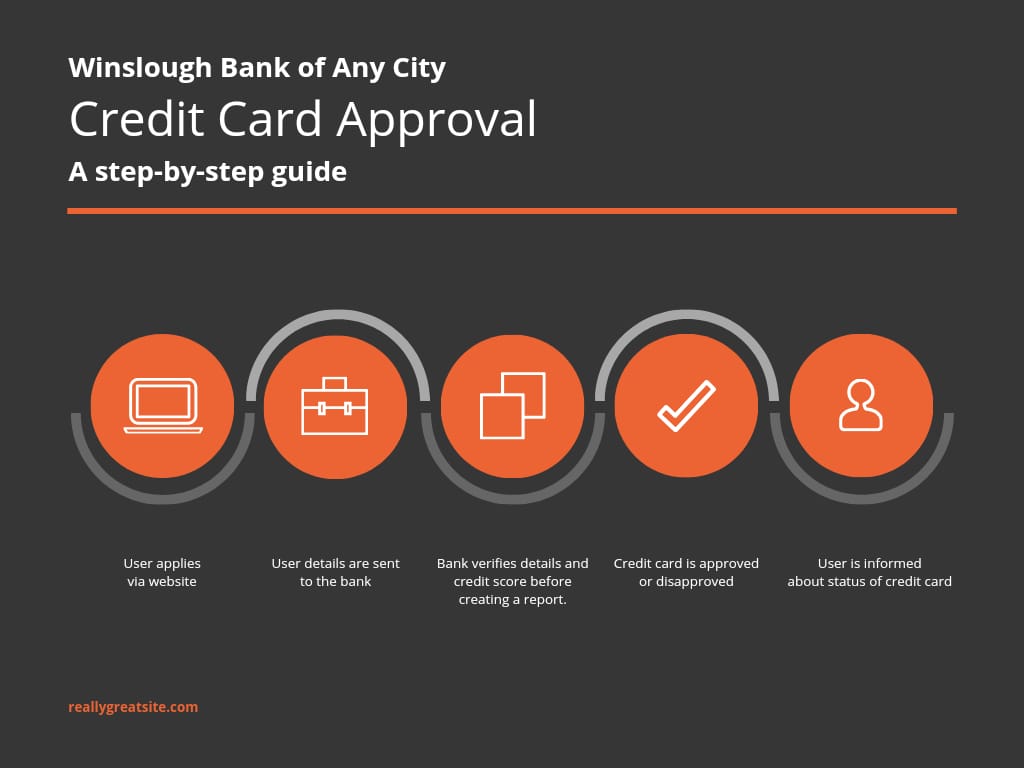 Winslough Bank of Any City
Credit Card Approval
A step-by-step guide
User applies
via website
User details are sent
to the bank
Bank verifies details and
credit score before
creating a report.
Credit card is approved
or disapproved
User is informed
about status of credit card
reallygreatsite.com